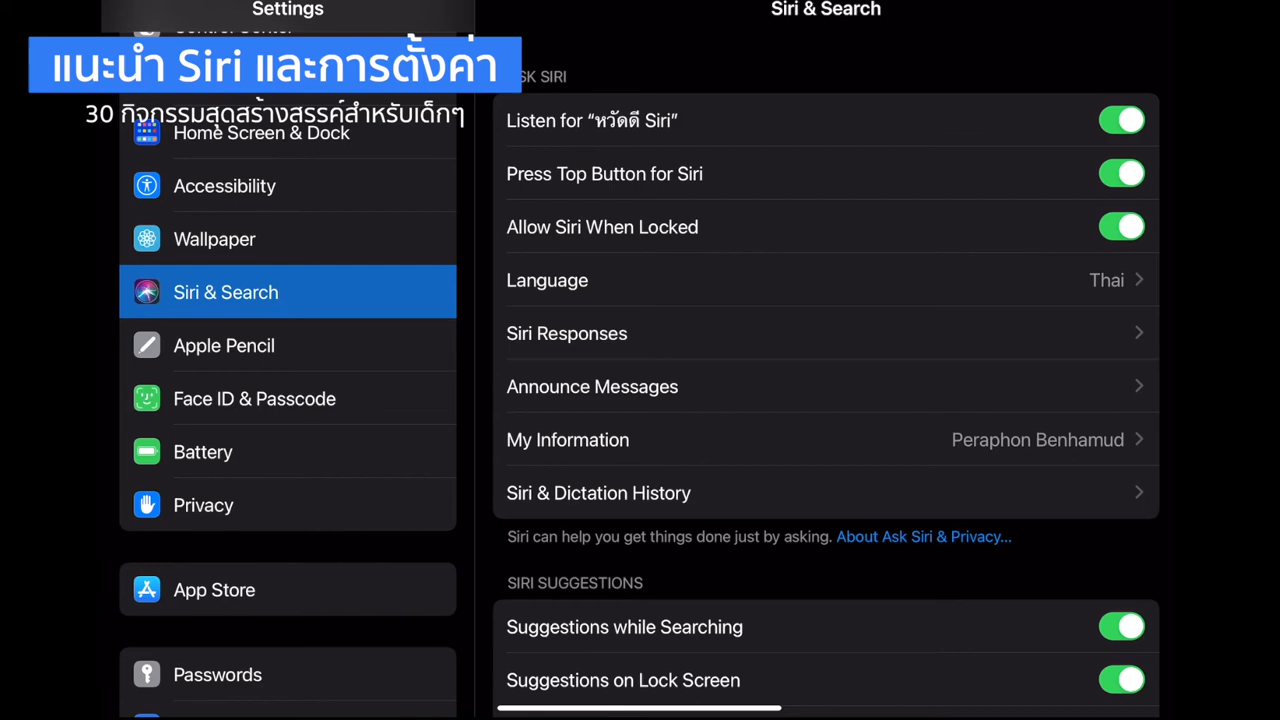 Settings
แนะนำ Siri และการตั้งค่า
30 กิจกรรมสุดสร้างสรรค์สำหรับเด็กๆ
Home Screen & Dock
Accessibility
Wallpaper
Siri & Search
Apple Pencil
Face ID & Passcode
Battery
Privacy
App Store
Passwords
Siri & Search
SIRI
Listen for “หวัดดี Siri”
Press Top Button for Siri
Allow Siri When Locked
Language Thai
Siri Responses
Announce Messages
My Information Peraphon Benhamud
Siri & Dictation History
Siri can help you get things done just by asking. About Ask Siri & Privacy...
SIRI SUGGESTIONS
Suggestions while Searching
Suggestions on Lock Screen